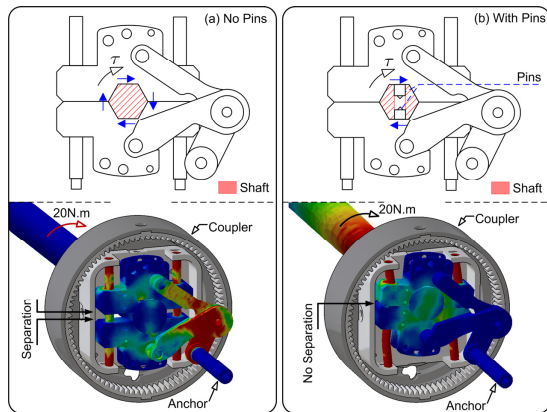 (a) No Pins
τ
Shaft
20N.m
Coupler
Separation
Anchor
(b) With Pins
τ
Pins
Shaft
20N.m
Coupler
No Separation
Anchor